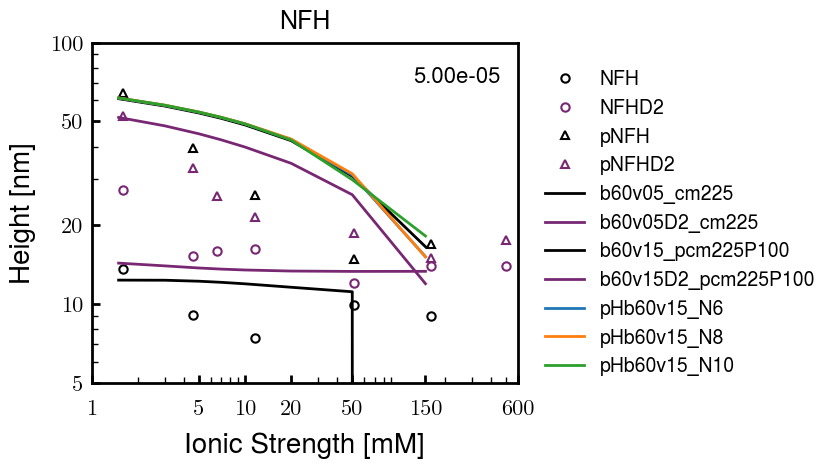 NFH
100
50
20
10
5
Height [nm]
5.00e-05
1
5
10
20
50
150
600
Ionic Strength [mM]
NFH
NFHD2
pNFH
pNFHD2
b60v05_cm225
b60v05D2_cm225
b60v15_pcm225P100
b60v15D2_pcm225P100
pHb60v15_N6
pHb60v15_N8
pHb60v15_N10